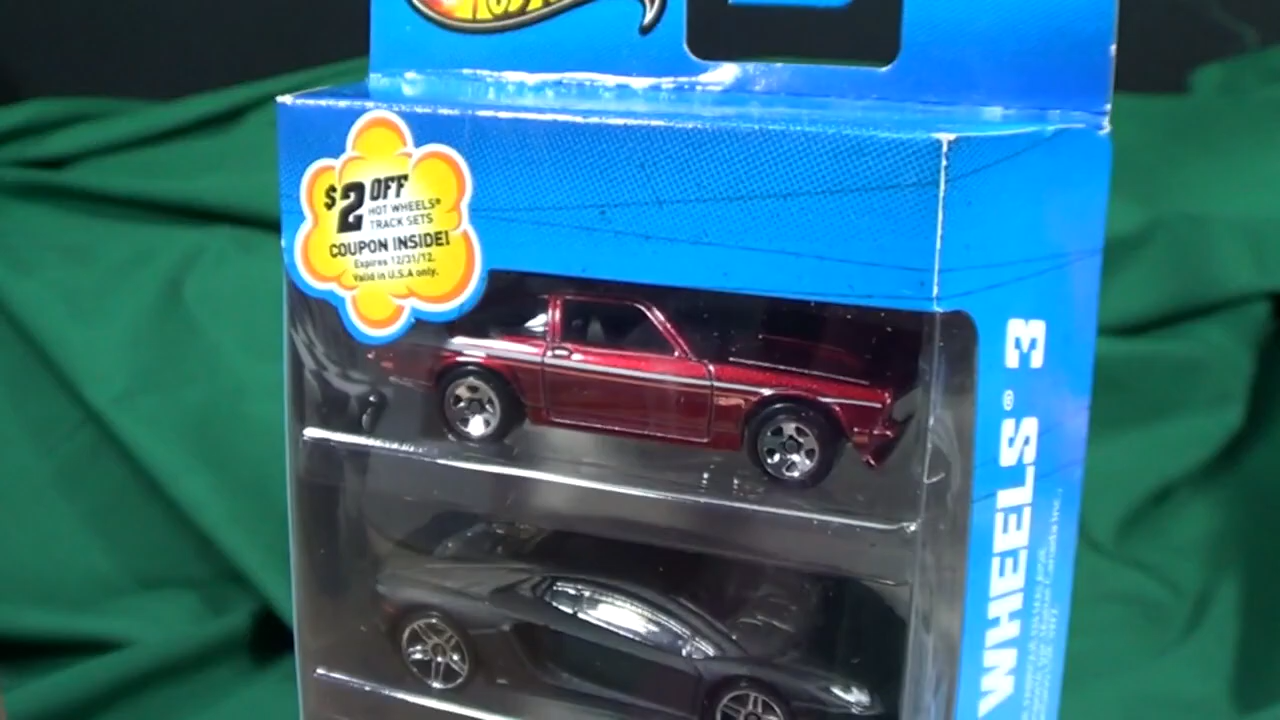 $2 OFF
HOT WHEELS®
TRACK SETS
COUPON INSIDE!
Expires 12/31/12.
Valid in U.S.A only.
WHEELS® 3